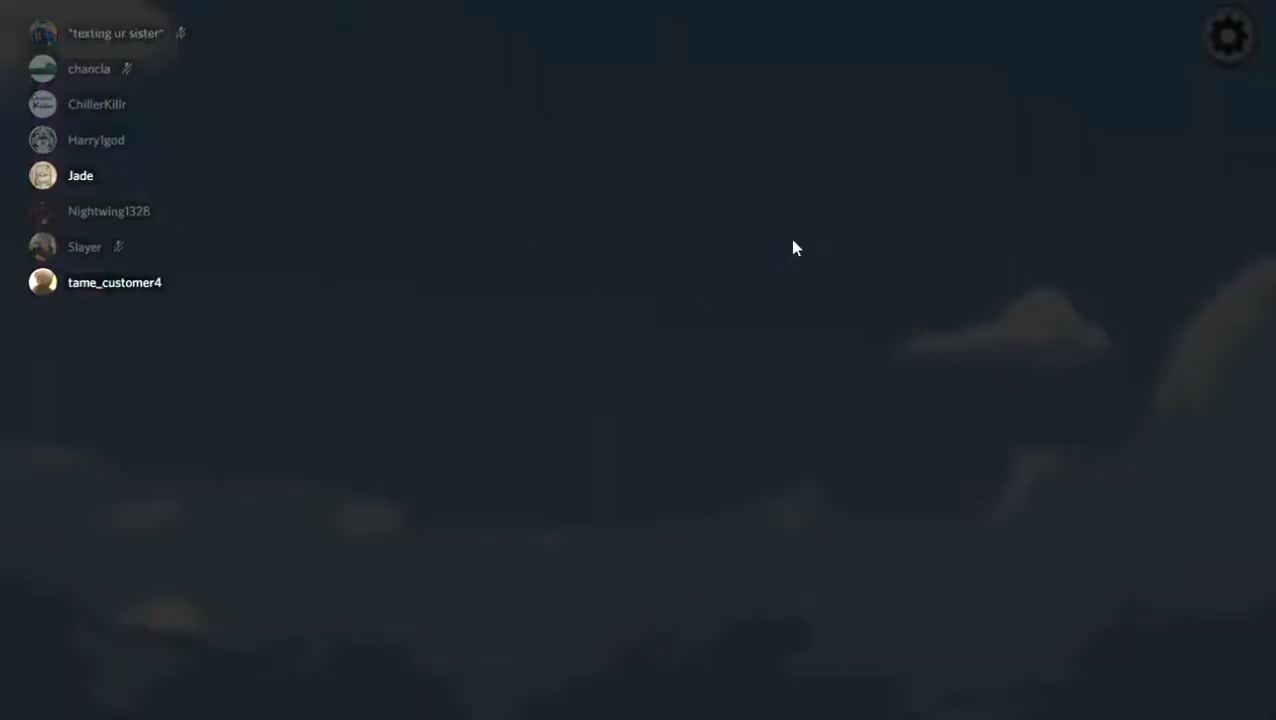 "texting ur sister"
chancla
ChillerKillr
Harry1god
Jade
Nightwing1328
Slayer
tame_customer4